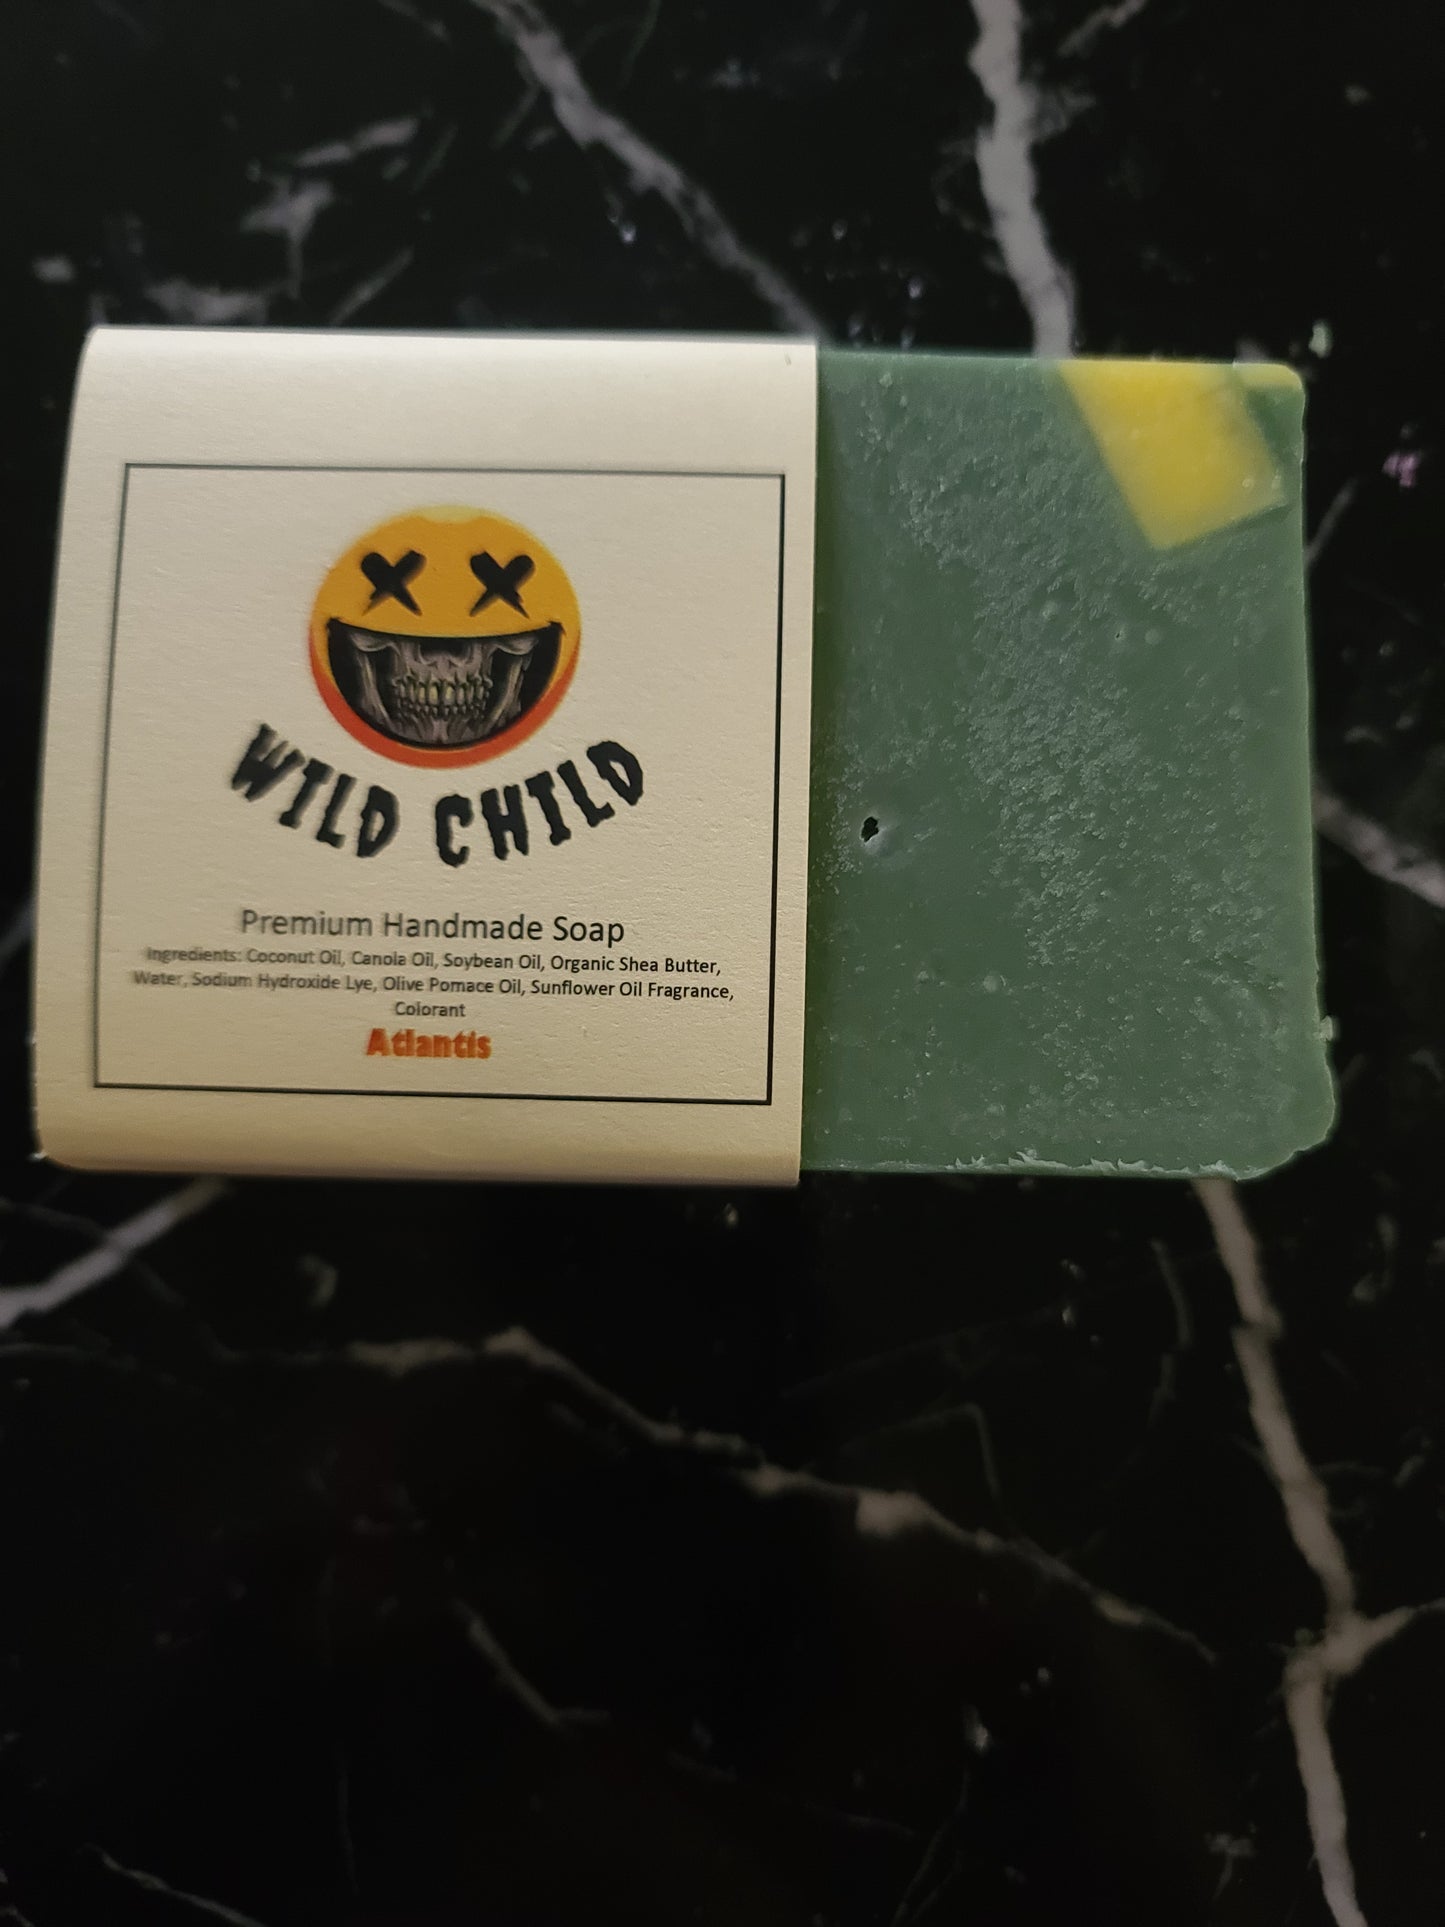 WILD CHILD
Premium Handmade Soap
Ingredients: Coconut Oil, Canola Oil, Soybean Oil, Organic Shea Butter,
Water, Sodium Hydroxide Lye, Olive Pomace Oil, Sunflower Oil Fragrance,
Colorant
Atlantis